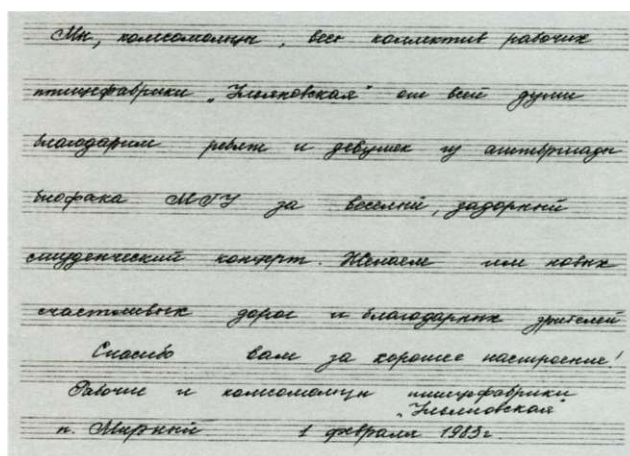 Мы, комсомольцы, весь коллектив рабочих
птицефабрики „Ульяновская" от всей души
благодарим ребят и девушек из агитбригады
биофака МГУ за веселый, задорный
студенческий концерт. Желаем им новых
счастливых дорог и благодарных зрителей
Спасибо вам за хорошее настроение!
Рабочие и комсомольцы птицефабрики
„Ульяновская"
п. Мирный 1 февраля 1983г.